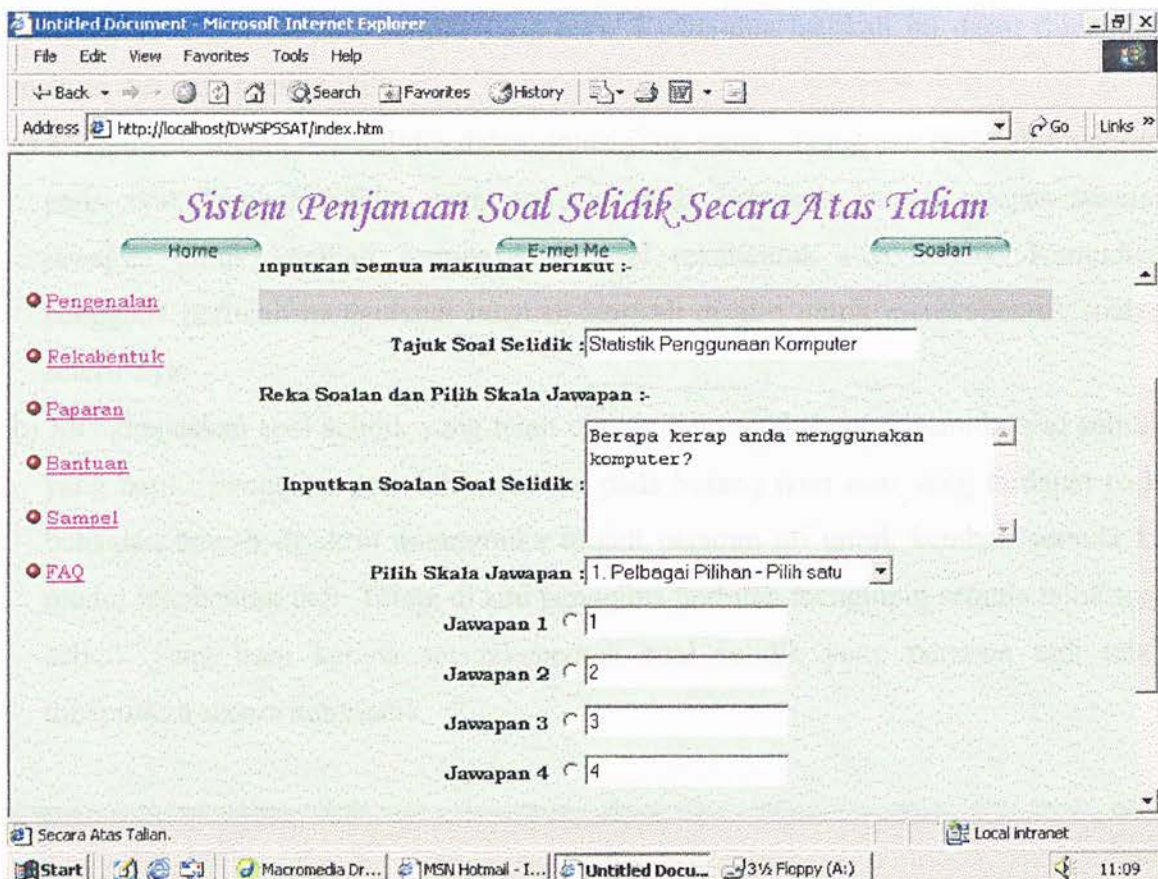 Untitled Document - Microsoft Internet Explorer
File Edit View Favorites Tools Help
Back Search Favorites History
Address http://localhost/DWSPSSAT/index.htm Go Links »
Sistem Penjanaan Soal Selidik Secara Atas Talian
Home E-mel Me Soalan
Inputkan Semua Maklumat Berikut :-
Pengenalan
Tajuk Soal Selidik : Statistik Penggunaan Komputer
Rekabentuk
Reka Soalan dan Pilih Skala Jawapan :-
Paparan
Berapa kerap anda menggunakan
komputer?
Bantuan
Inputkan Soalan Soal Selidik :
Sampel
FAQ
Pilih Skala Jawapan : 1. Pelbagai Pilihan - Pilih satu
Jawapan 1 1
Jawapan 2 2
Jawapan 3 3
Jawapan 4 4
Secara Atas Talian. Local intranet
Start Macromedia Dr... MSN Hotmail - I... Untitled Docu... 3½ Floppy (A:) 11:09